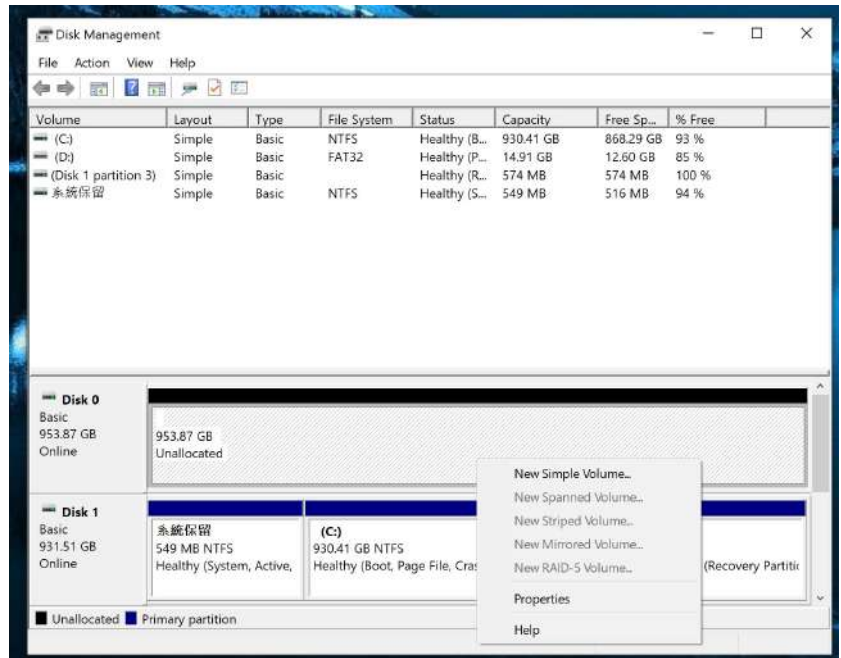 Disk Management
File Action View Help
Volume Layout Type File System Status Capacity Free Sp... % Free
(C:) Simple Basic NTFS Healthy (B... 930.41 GB 868.29 GB 93 %
(D:) Simple Basic FAT32 Healthy (P... 14.91 GB 12.60 GB 85 %
(Disk 1 partition 3) Simple Basic Healthy (R... 574 MB 574 MB 100 %
系統保留 Simple Basic NTFS Healthy (S... 549 MB 516 MB 94 %
Disk 0
Basic
953.87 GB
Online
953.87 GB
Unallocated
Disk 1
Basic
931.51 GB
Online
系統保留
549 MB NTFS
Healthy (System, Active,
(C:)
930.41 GB NTFS
Healthy (Boot, Page File, Cras
(Recovery Partitic
New Simple Volume...
New Spanned Volume...
New Striped Volume...
New Mirrored Volume...
New RAID-5 Volume...
Properties
Help
Unallocated Primary partition